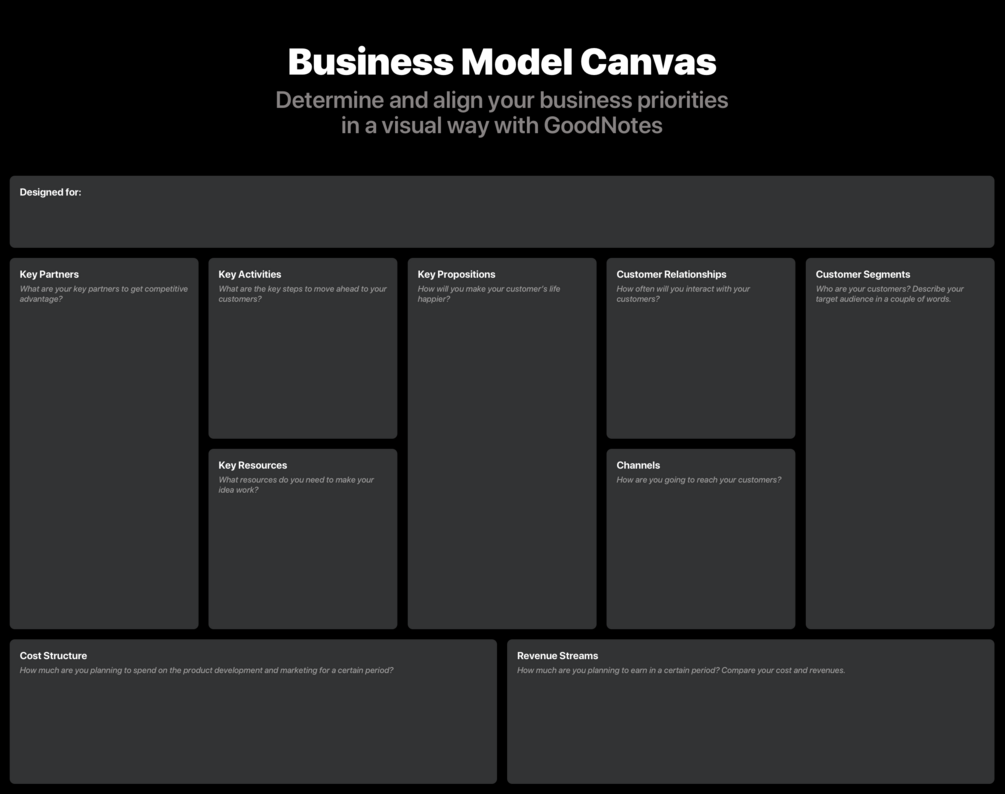 Business Model Canvas
Determine and align your business priorities
in a visual way with GoodNotes
Designed for:
Key Partners
What are your key partners to get competitive
advantage?
Key Activities
What are the key steps to move ahead to your
customers?
Key Propositions
How will you make your customer's life
happier?
Customer Relationships
How often will you interact with your
customers?
Customer Segments
Who are your customers? Describe your
target audience in a couple of words.
Key Resources
What resources do you need to make your
idea work?
Channels
How are you going to reach your customers?
Cost Structure
How much are you planning to spend on the product development and marketing for a certain period?
Revenue Streams
How much are you planning to earn in a certain period? Compare your cost and revenues.